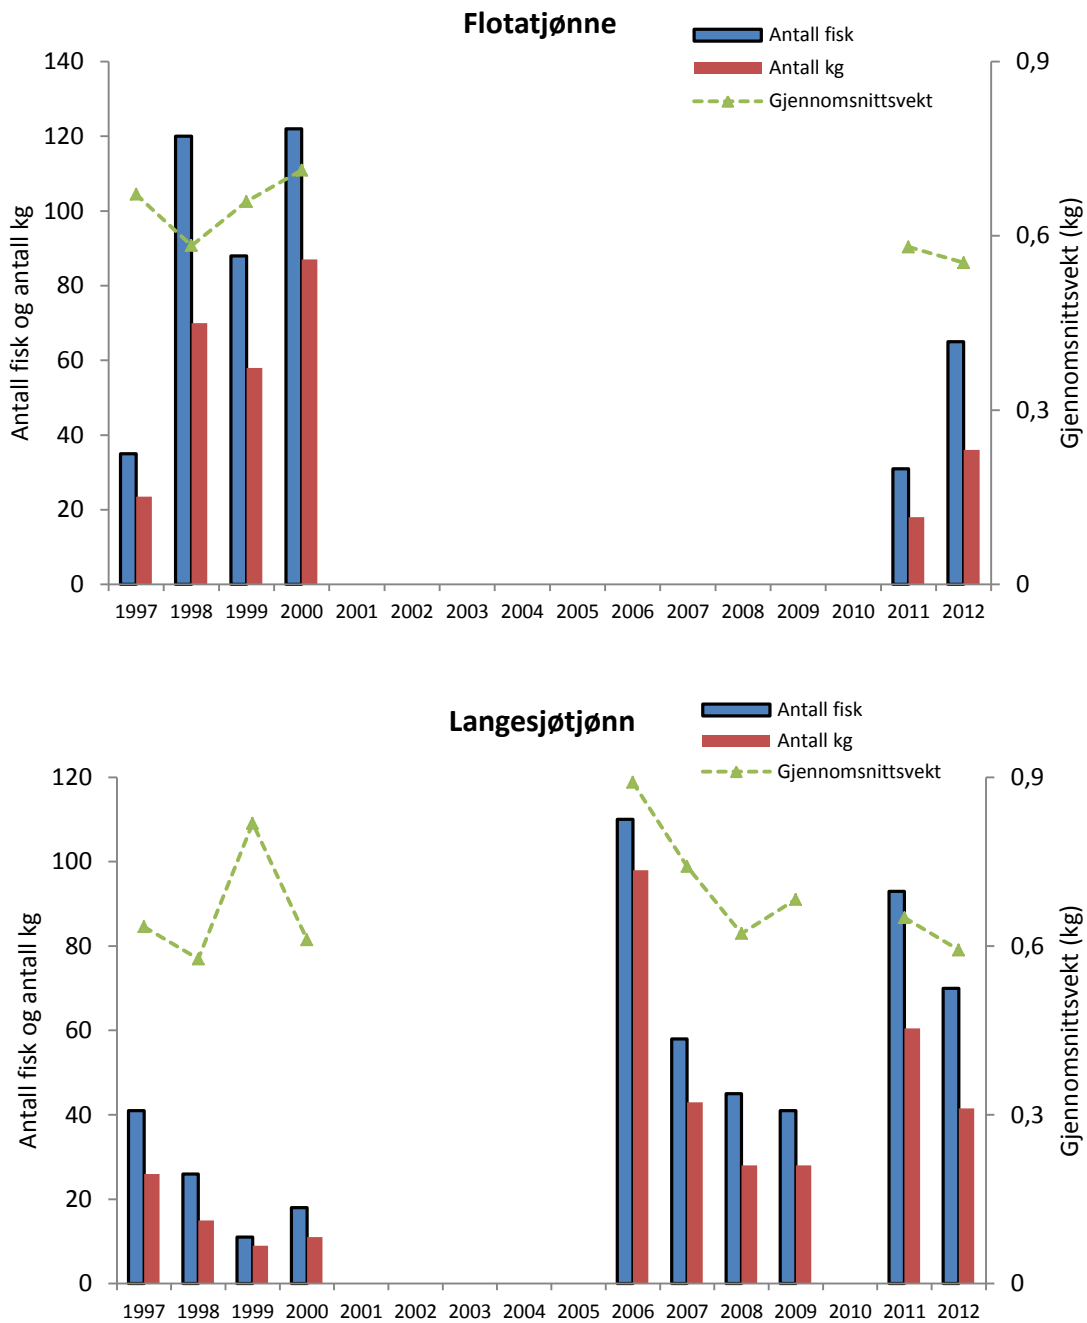 Flotatjønne
Antall fisk
Antall kg
Gjennomsnittsvekt
140
120
100
80
60
40
20
0
Antall fisk og antall kg
0,9
0,6
0,3
0
Gjennomsnittsvekt (kg)
1997 1998 1999 2000 2001 2002 2003 2004 2005 2006 2007 2008 2009 2010 2011 2012
Langesjøtjønn
Antall fisk
Antall kg
Gjennomsnittsvekt
120
100
80
60
40
20
0
Antall fisk og antall kg
0,9
0,6
0,3
0
Gjennomsnittsvekt (kg)
1997 1998 1999 2000 2001 2002 2003 2004 2005 2006 2007 2008 2009 2010 2011 2012